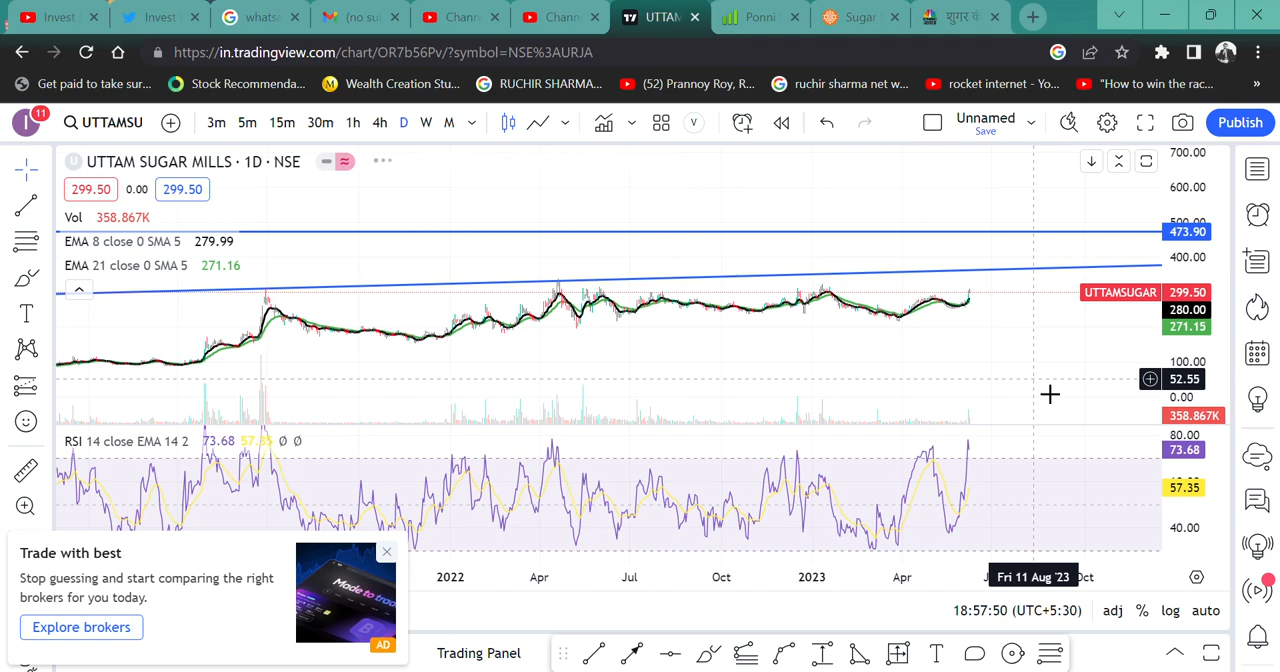 Invest
Invest
whatsa
(no su
Chann
Chann
UTTAM
Ponni
Sugar
शुगर कं
https://in.tradingview.com/chart/OR7b56Pv/?symbol=NSE%3AURJA
Get paid to take sur...
Stock Recommenda...
Wealth Creation Stu...
RUCHIR SHARMA...
(52) Prannoy Roy, R...
ruchir sharma net w...
rocket internet - Yo...
"How to win the rac...
»
I
11
UTTAMSU
3m 5m 15m 30m 1h 4h D W M
V
Unnamed
Save
Publish
U UTTAM SUGAR MILLS · 1D · NSE
299.50 0.00 299.50
Vol 358.867K
EMA 8 close 0 SMA 5 279.99
EMA 21 close 0 SMA 5 271.16
700.00
600.00
500.00
473.90
400.00
UTTAMSUGAR 299.50
280.00
271.15
100.00
52.55
0.00
358.867K
RSI 14 close EMA 14 2 73.68 57.35 Ø Ø
80.00
73.68
57.35
40.00
Trade with best
Stop guessing and start comparing the right
brokers for you today.
Explore brokers
Made to trad
AD
2022 Apr Jul Oct 2023 Apr Fri 11 Aug '23 Oct
18:57:50 (UTC+5:30) adj % log auto
Trading Panel